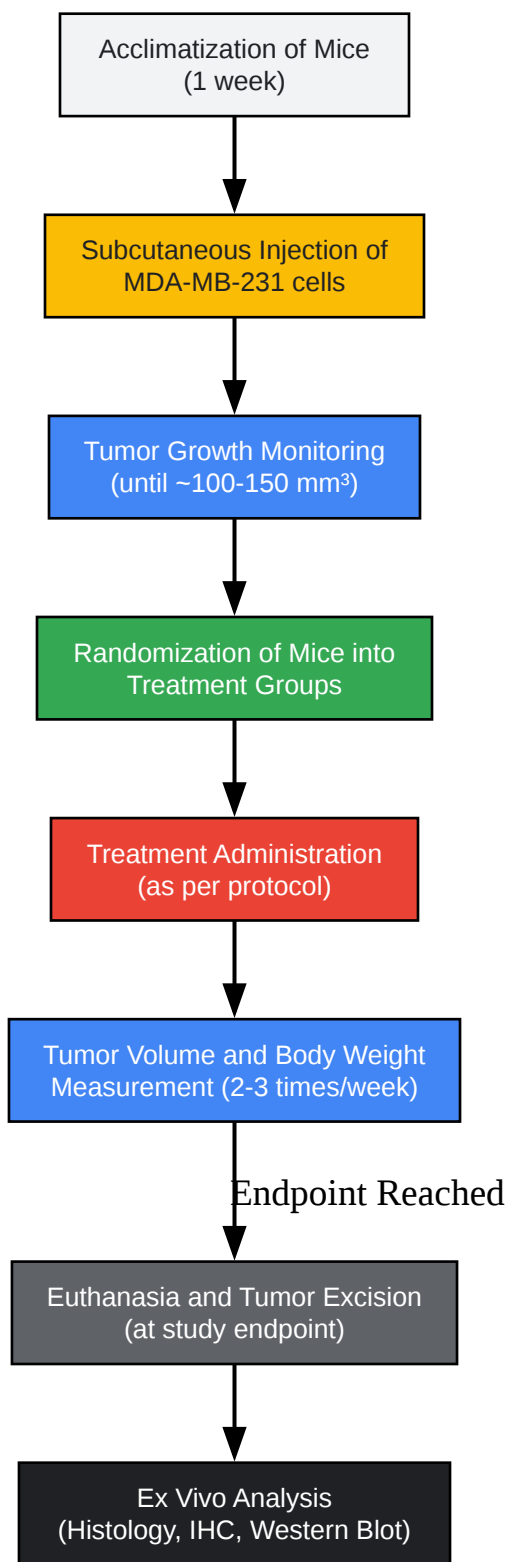 Acclimatization of Mice
(1 week)
Subcutaneous Injection of
MDA-MB-231 cells
Tumor Growth Monitoring
(until ~100-150 mm³)
Randomization of Mice into
Treatment Groups
Treatment Administration
(as per protocol)
Tumor Volume and Body Weight
Measurement (2-3 times/week)
Endpoint Reached
Euthanasia and Tumor Excision
(at study endpoint)
Ex Vivo Analysis
(Histology, IHC, Western Blot)